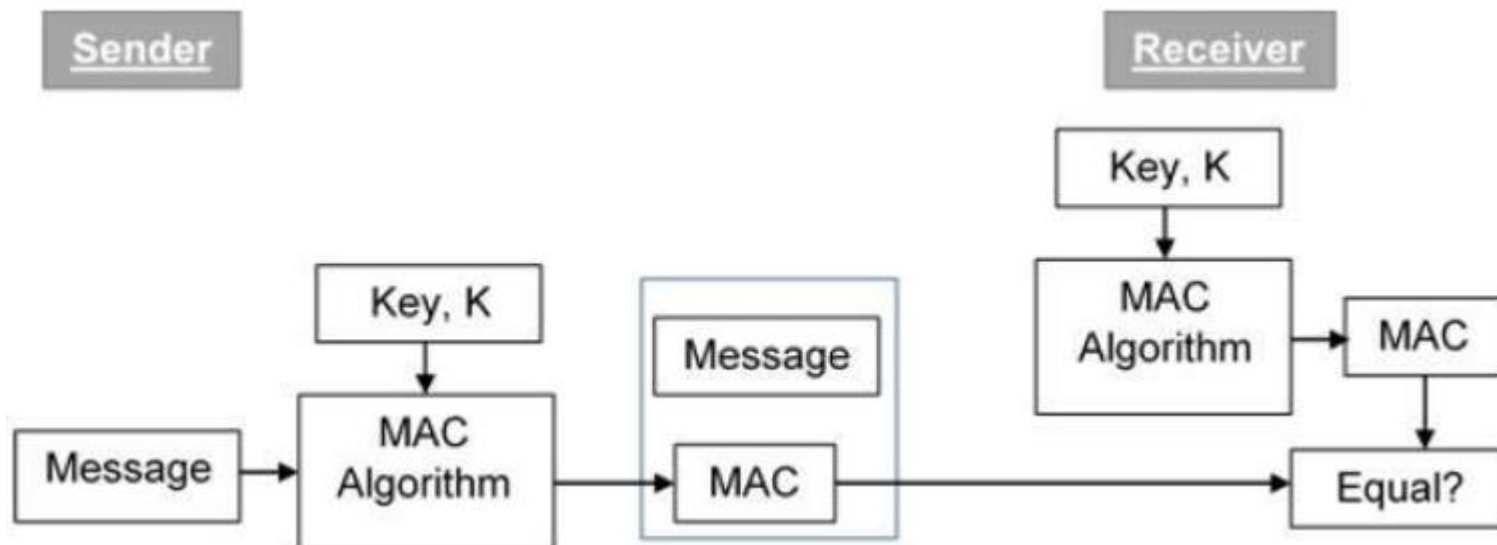 Sender
Receiver
Key, K
Key, K
MAC
Algorithm
MAC
Message
Message
MAC
Algorithm
MAC
Equal?